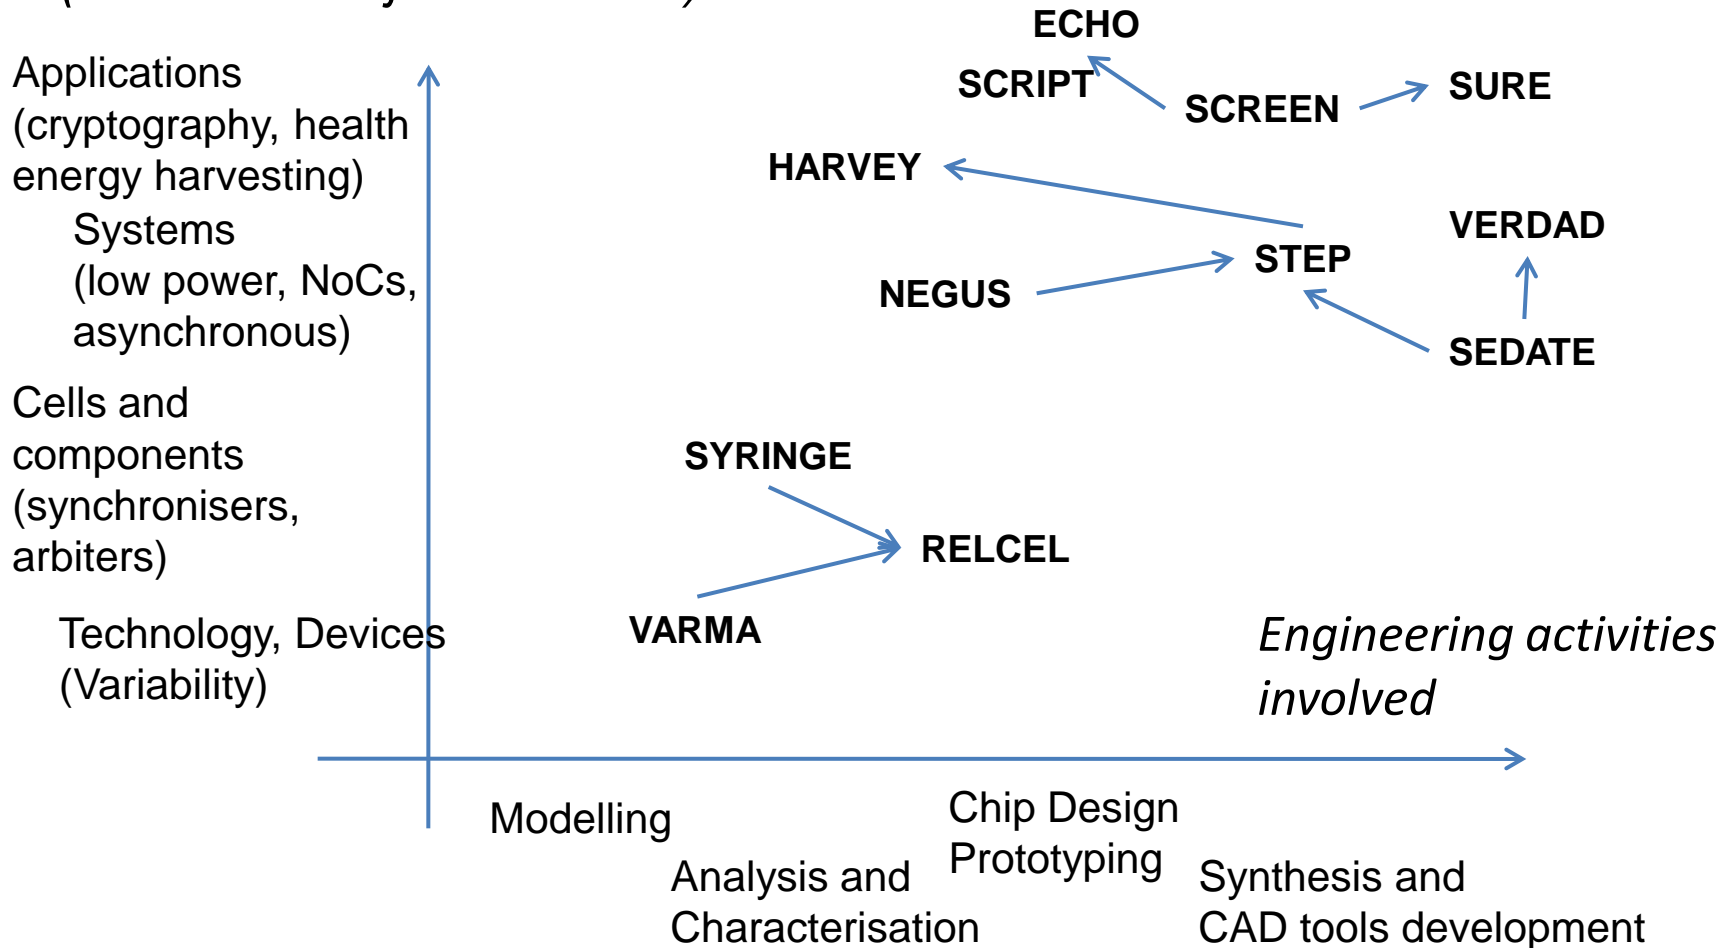 ECHO
Applications
(cryptography, health
energy harvesting)
SCRIPT
SCREEN
SURE
HARVEY
Systems
(low power, NoCs,
asynchronous)
VERDAD
STEP
NEGUS
SEDATE
Cells and
components
(synchronisers,
arbiters)
SYRINGE
RELCEL
Technology, Devices
(Variability)
VARMA
Engineering activities
involved
Modelling
Chip Design
Prototyping
Analysis and
Characterisation
Synthesis and
CAD tools development